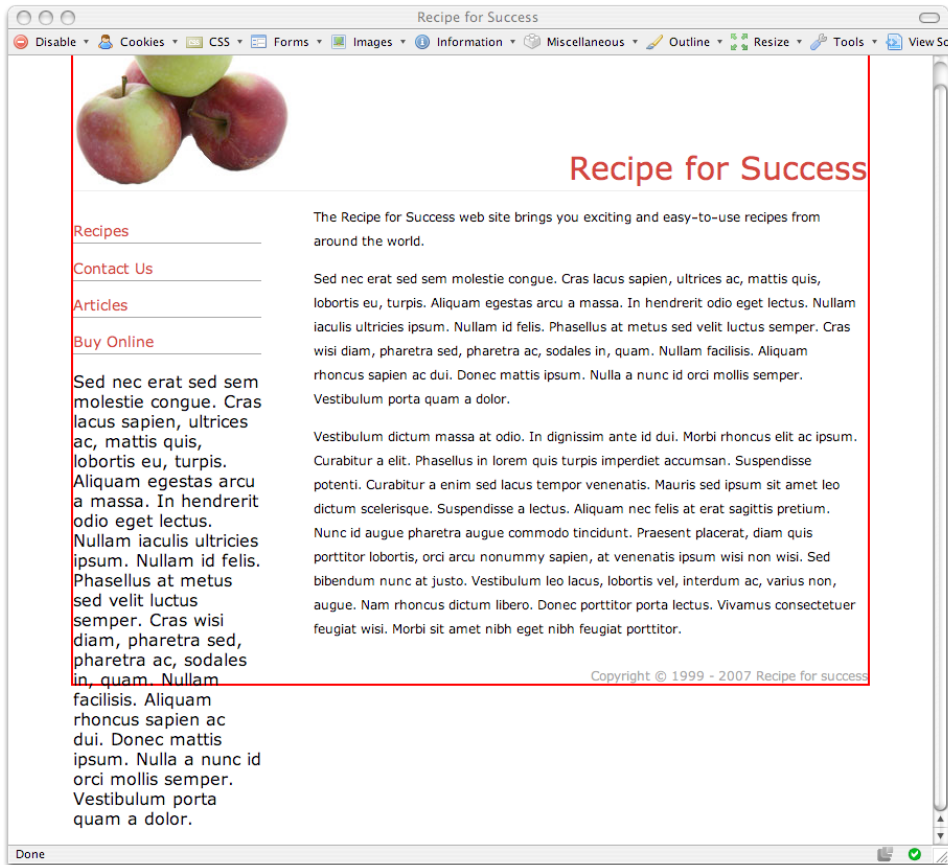 Recipe for Success
Disable Cookies CSS Forms Images Information Miscellaneous Outline Resize Tools View So
Recipe for Success
Recipes
Contact Us
Articles
Buy Online
Sed nec erat sed sem
molestie congue. Cras
lacus sapien, ultrices
ac, mattis quis,
lobortis eu, turpis.
Aliquam egestas arcu
a massa. In hendrerit
odio eget lectus.
Nullam iaculis ultricies
ipsum. Nullam id felis.
Phasellus at metus
sed velit luctus
semper. Cras wisi
diam, pharetra sed,
pharetra ac, sodales
in, quam. Nullam
facilisis. Aliquam
rhoncus sapien ac
dui. Donec mattis
ipsum. Nulla a nunc id
orci mollis semper.
Vestibulum porta
quam a dolor.
The Recipe for Success web site brings you exciting and easy-to-use recipes from
around the world.
Sed nec erat sed sem molestie congue. Cras lacus sapien, ultrices ac, mattis quis,
lobortis eu, turpis. Aliquam egestas arcu a massa. In hendrerit odio eget lectus. Nullam
iaculis ultricies ipsum. Nullam id felis. Phasellus at metus sed velit luctus semper. Cras
wisi diam, pharetra sed, pharetra ac, sodales in, quam. Nullam facilisis. Aliquam
rhoncus sapien ac dui. Donec mattis ipsum. Nulla a nunc id orci mollis semper.
Vestibulum porta quam a dolor.
Vestibulum dictum massa at odio. In dignissim ante id dui. Morbi rhoncus elit ac ipsum.
Curabitur a elit. Phasellus in lorem quis turpis imperdiet accumsan. Suspendisse
potenti. Curabitur a enim sed lacus tempor venenatis. Mauris sed ipsum sit amet leo
dictum scelerisque. Suspendisse a lectus. Aliquam nec felis at erat sagittis pretium.
Nunc id augue pharetra augue commodo tincidunt. Praesent placerat, diam quis
porttitor lobortis, orci arcu nonummy sapien, at venenatis ipsum wisi non wisi. Sed
bibendum nunc at justo. Vestibulum leo lacus, lobortis vel, interdum ac, varius non,
augue. Nam rhoncus dictum libero. Donec porttitor porta lectus. Vivamus consectetuer
feugiat wisi. Morbi sit amet nibh eget nibh feugiat porttitor.
Copyright © 1999 - 2007 Recipe for success
Done